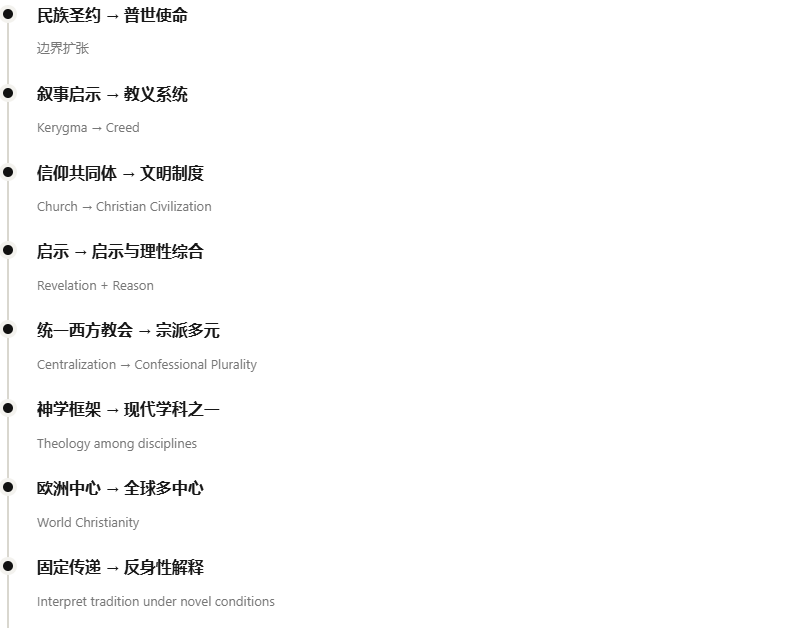 民族圣约 → 普世使命
边界扩张
叙事启示 → 教义系统
Kerygma → Creed
信仰共同体 → 文明制度
Church → Christian Civilization
启示 → 启示与理性综合
Revelation + Reason
统一西方教会 → 宗派多元
Centralization → Confessional Plurality
神学框架 → 现代学科之一
Theology among disciplines
欧洲中心 → 全球多中心
World Christianity
固定传递 → 反身性解释
Interpret tradition under novel conditions